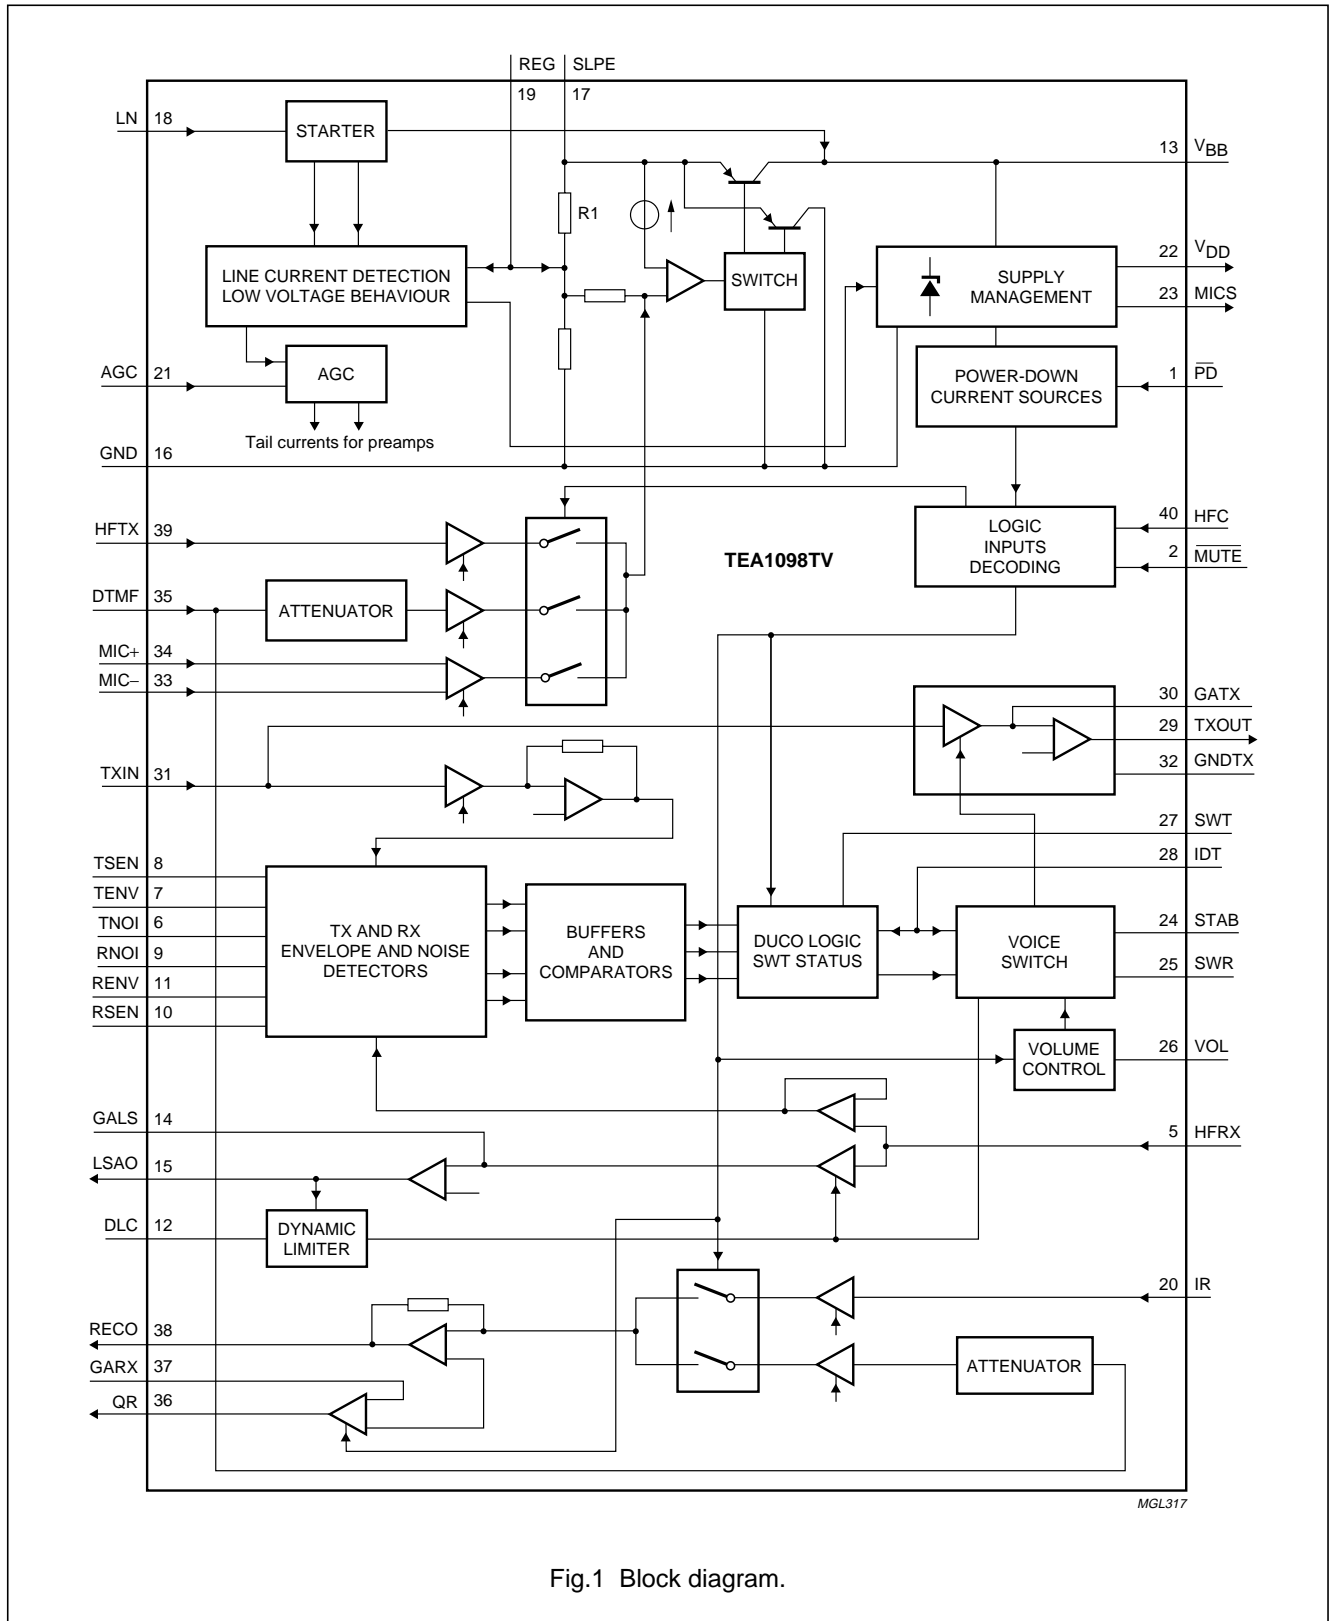 REG SLPE
19 17
LN 18
STARTER
13 VBB
R1
22 VDD
LINE CURRENT DETECTION
LOW VOLTAGE BEHAVIOUR
SWITCH
SUPPLY
MANAGEMENT
23 MICS
AGC 21
AGC
POWER-DOWN
CURRENT SOURCES
1 PD
Tail currents for preamps
GND 16
HFTX 39
LOGIC
INPUTS
DECODING
40 HFC
2 MUTE
TEA1098TV
DTMF 35
ATTENUATOR
MIC+ 34
MIC− 33
30 GATX
29 TXOUT
32 GNDTX
TXIN 31
27 SWT
28 IDT
TSEN 8
TENV 7
TNOI 6
RNOI 9
RENV 11
RSEN 10
TX AND RX
ENVELOPE AND NOISE
DETECTORS
BUFFERS
AND
COMPARATORS
DUCO LOGIC
SWT STATUS
VOICE
SWITCH
24 STAB
25 SWR
VOLUME
CONTROL
26 VOL
GALS 14
5 HFRX
LSAO 15
DLC 12
DYNAMIC
LIMITER
20 IR
RECO 38
GARX 37
ATTENUATOR
QR 36
MGL317
Fig.1 Block diagram.